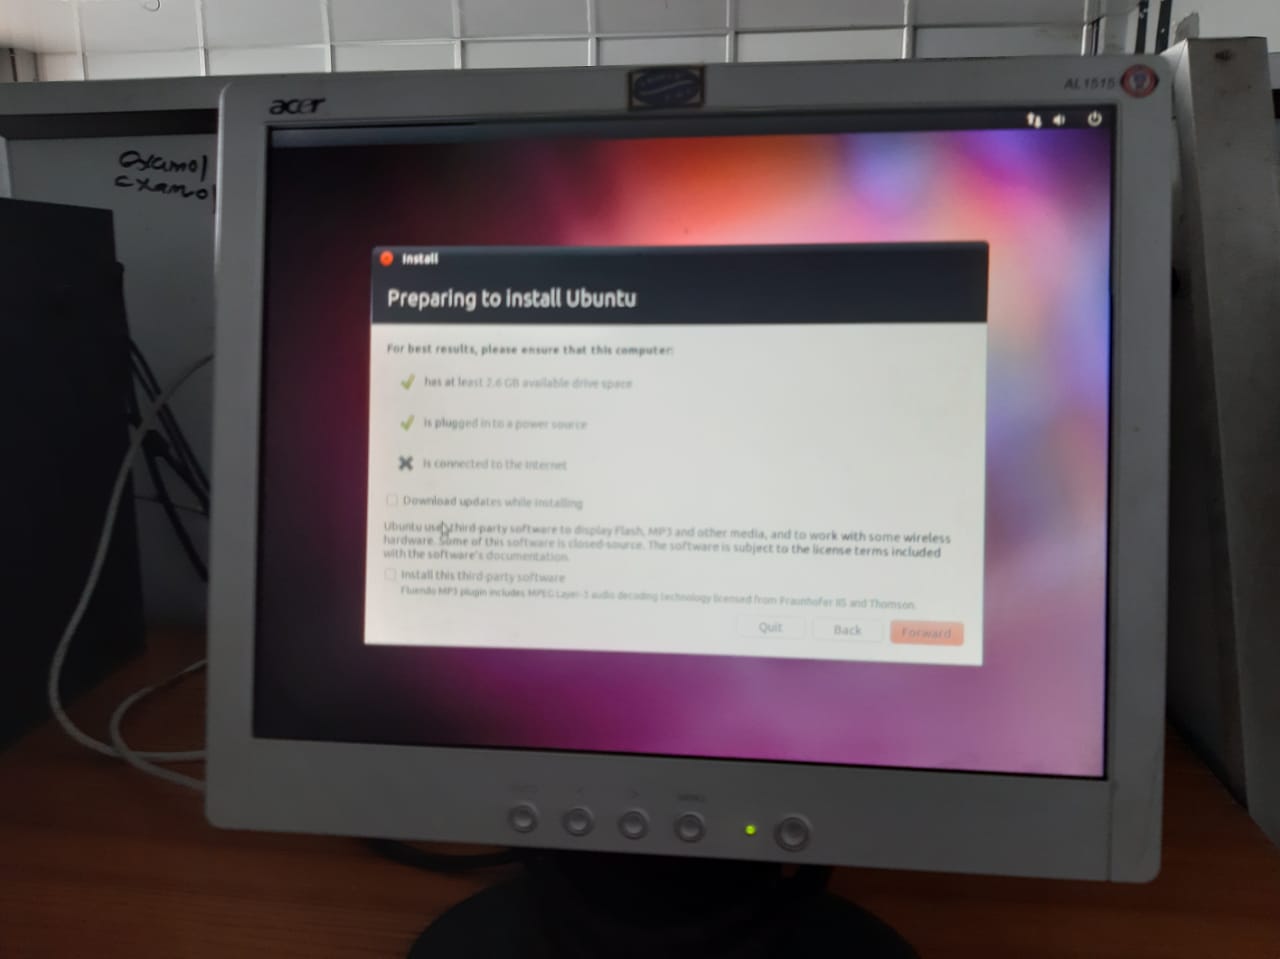 acer
AL1515
Install
Preparing to install Ubuntu
For best results, please ensure that this computer:
has at least 2.6 GB available drive space
is plugged in to a power source
is connected to the Internet
Download updates while installing
Ubuntu uses third-party software to display Flash, MP3 and other media, and to work with some wireless
hardware. Some of this software is closed-source. The software is subject to the license terms included
with the software's documentation.
Install this third-party software
Fluendo MP3 plugin includes MPEG Layer-3 audio decoding technology licensed from Fraunhofer IIS and Thomson.
Quit
Back
Forward
MENU